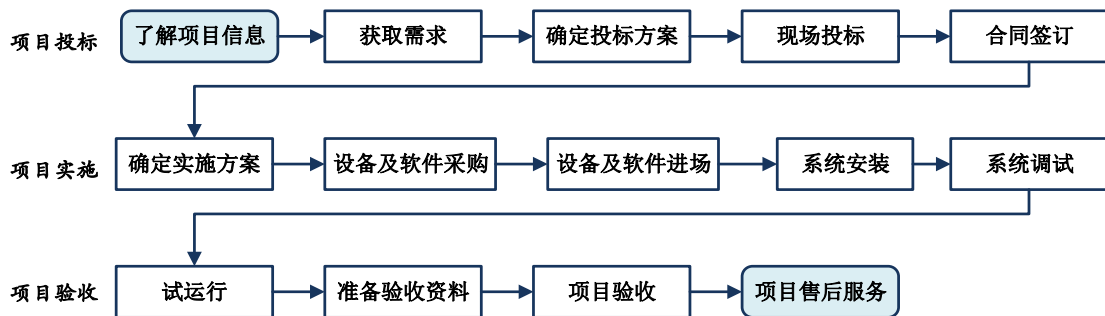 项目投标
了解项目信息
获取需求
确定投标方案
现场投标
合同签订
项目实施
确定实施方案
设备及软件采购
设备及软件进场
系统安装
系统调试
项目验收
试运行
准备验收资料
项目验收
项目售后服务